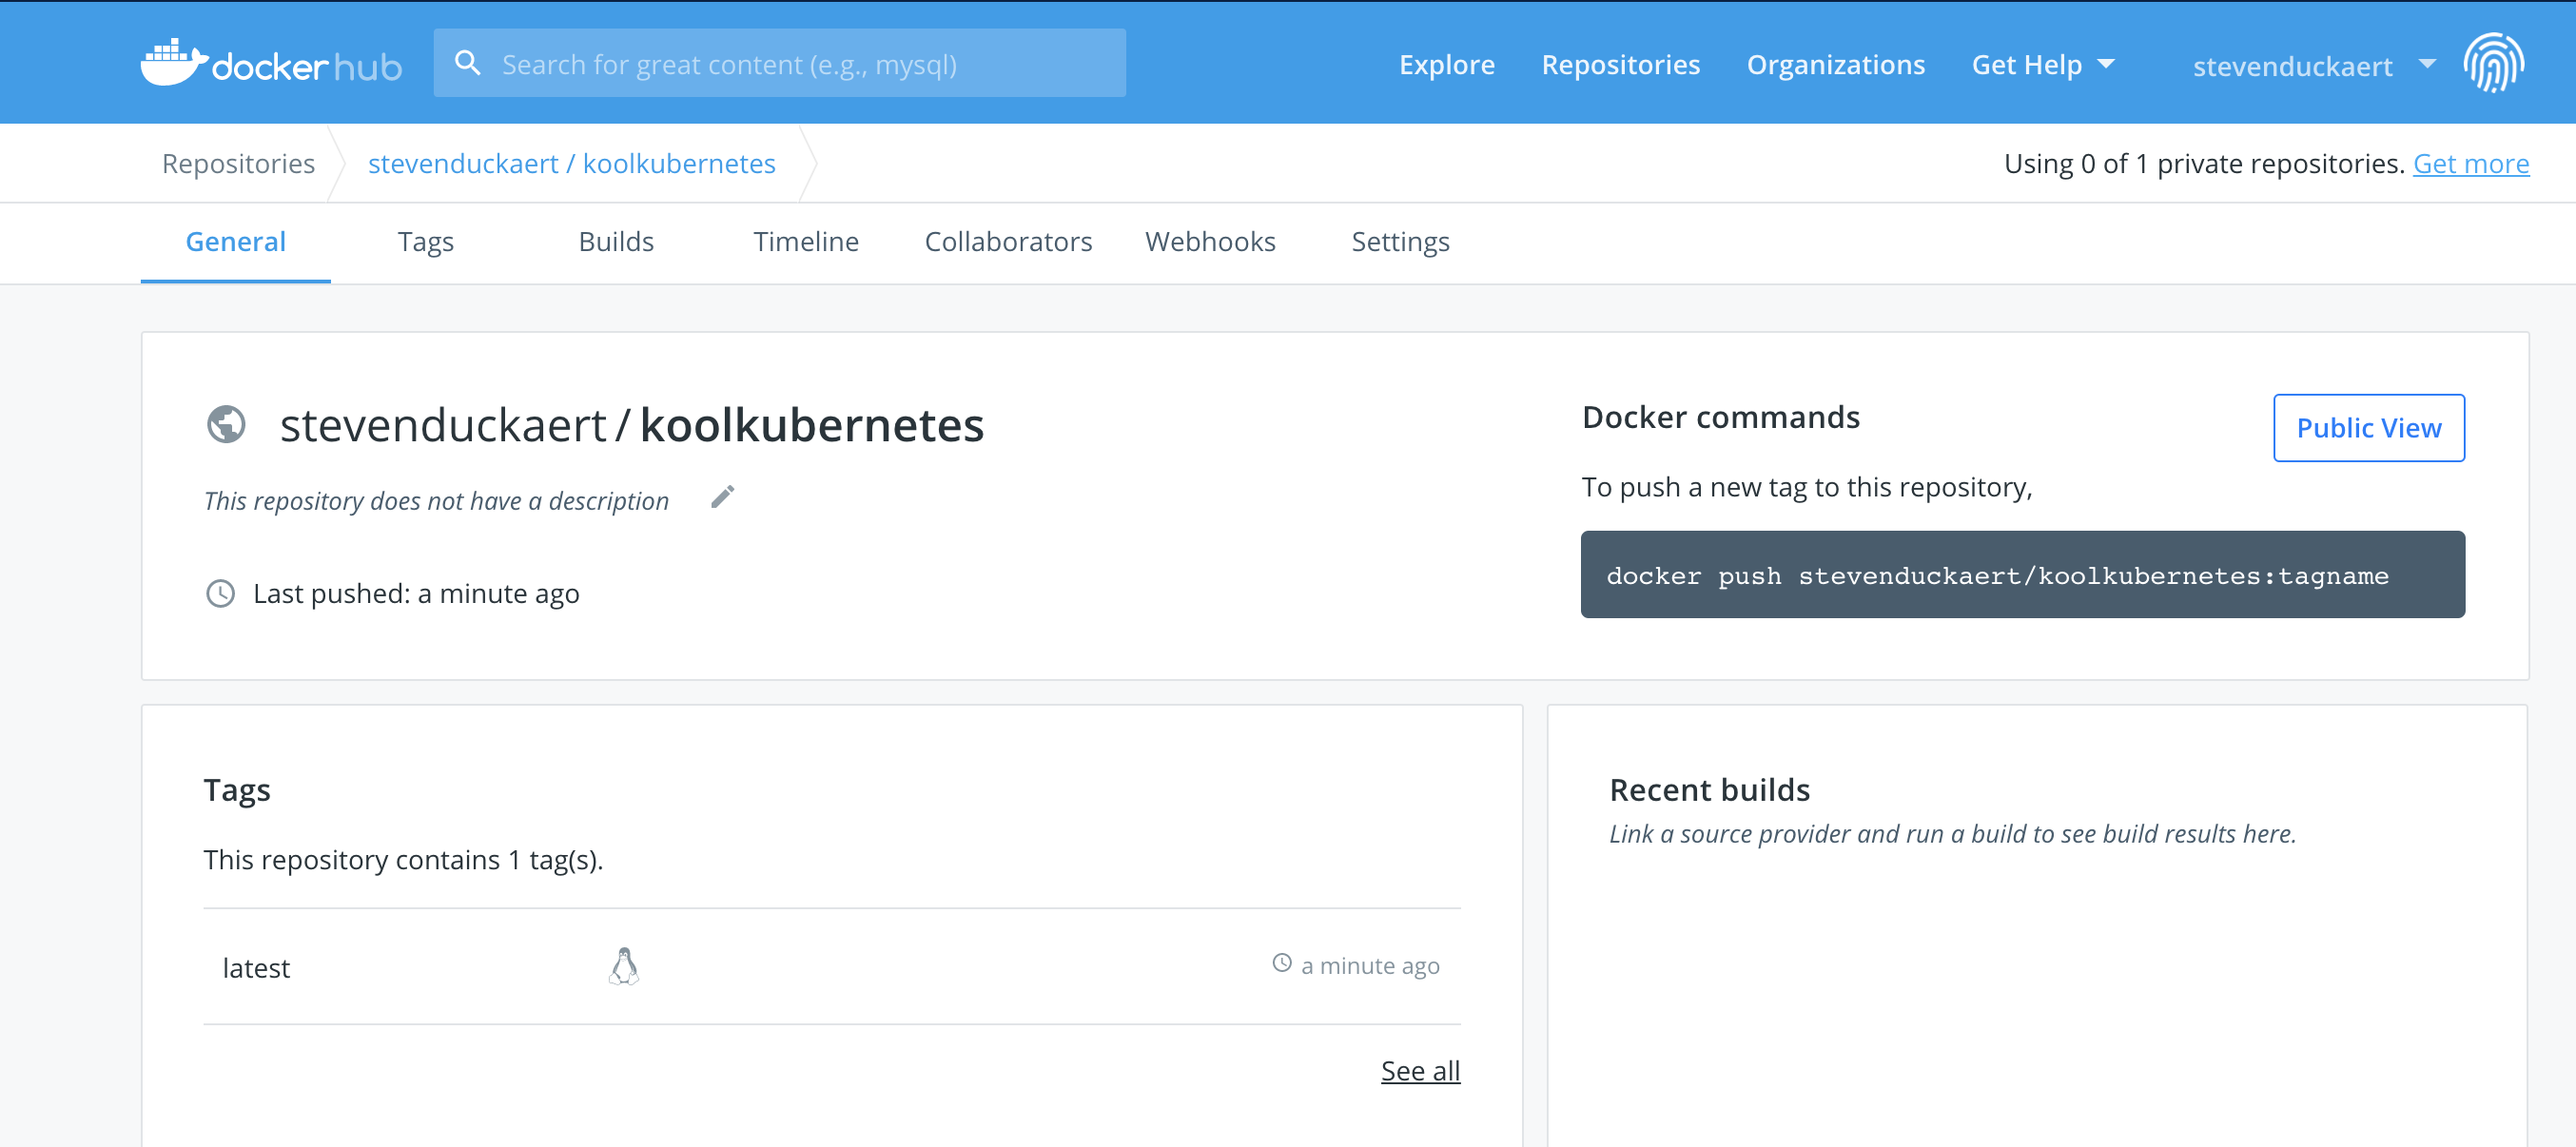 dockerhub
Search for great content (e.g., mysql)
Explore
Repositories
Organizations
Get Help
stevenduckaert
Repositories
stevenduckaert / koolkubernetes
Using 0 of 1 private repositories. Get more
General
Tags
Builds
Timeline
Collaborators
Webhooks
Settings
stevenduckaert / koolkubernetes
This repository does not have a description
Last pushed: a minute ago
Docker commands
Public View
To push a new tag to this repository,
docker push stevenduckaert/koolkubernetes:tagname
Tags
This repository contains 1 tag(s).
latest
a minute ago
See all
Recent builds
Link a source provider and run a build to see build results here.